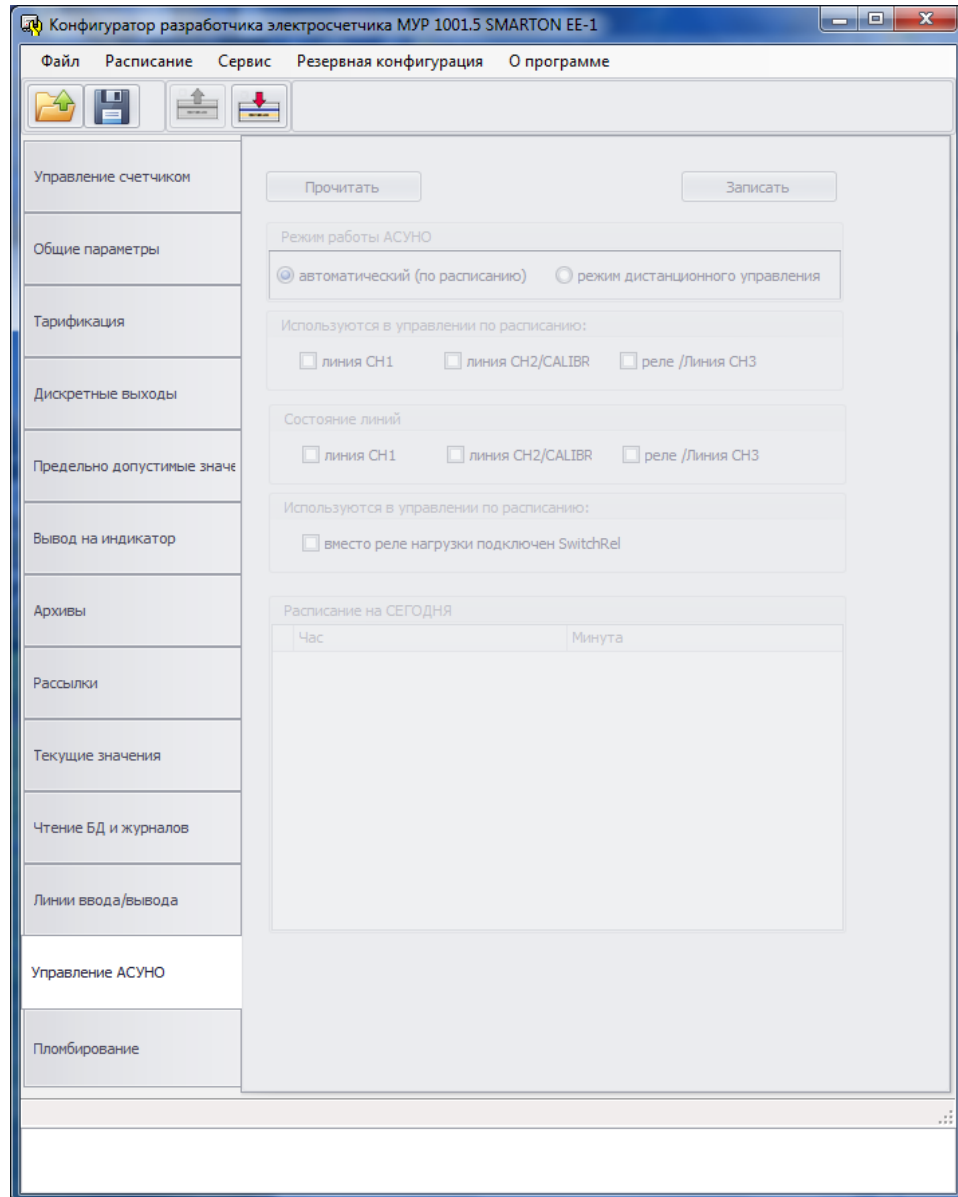 Конфигуратор разработчика электросчетчика МУР 1001.5 SMARTON EE-1
Файл Расписание Сервис Резервная конфигурация О программе
Управление счетчиком
Общие параметры
Тарификация
Дискретные выходы
Предельно допустимые значе
Вывод на индикатор
Архивы
Рассылки
Текущие значения
Чтение БД и журналов
Линии ввода/вывода
Управление АСУНО
Пломбирование
Прочитать Записать
Режим работы АСУНО
автоматический (по расписанию) режим дистанционного управления
Используются в управлении по расписанию:
линия CH1 линия CH2/CALIBR реле /Линия CH3
Состояние линий
линия CH1 линия CH2/CALIBR реле /Линия CH3
Используются в управлении по расписанию:
вместо реле нагрузки подключен SwitchRel
Расписание на СЕГОДНЯ
Час Минута